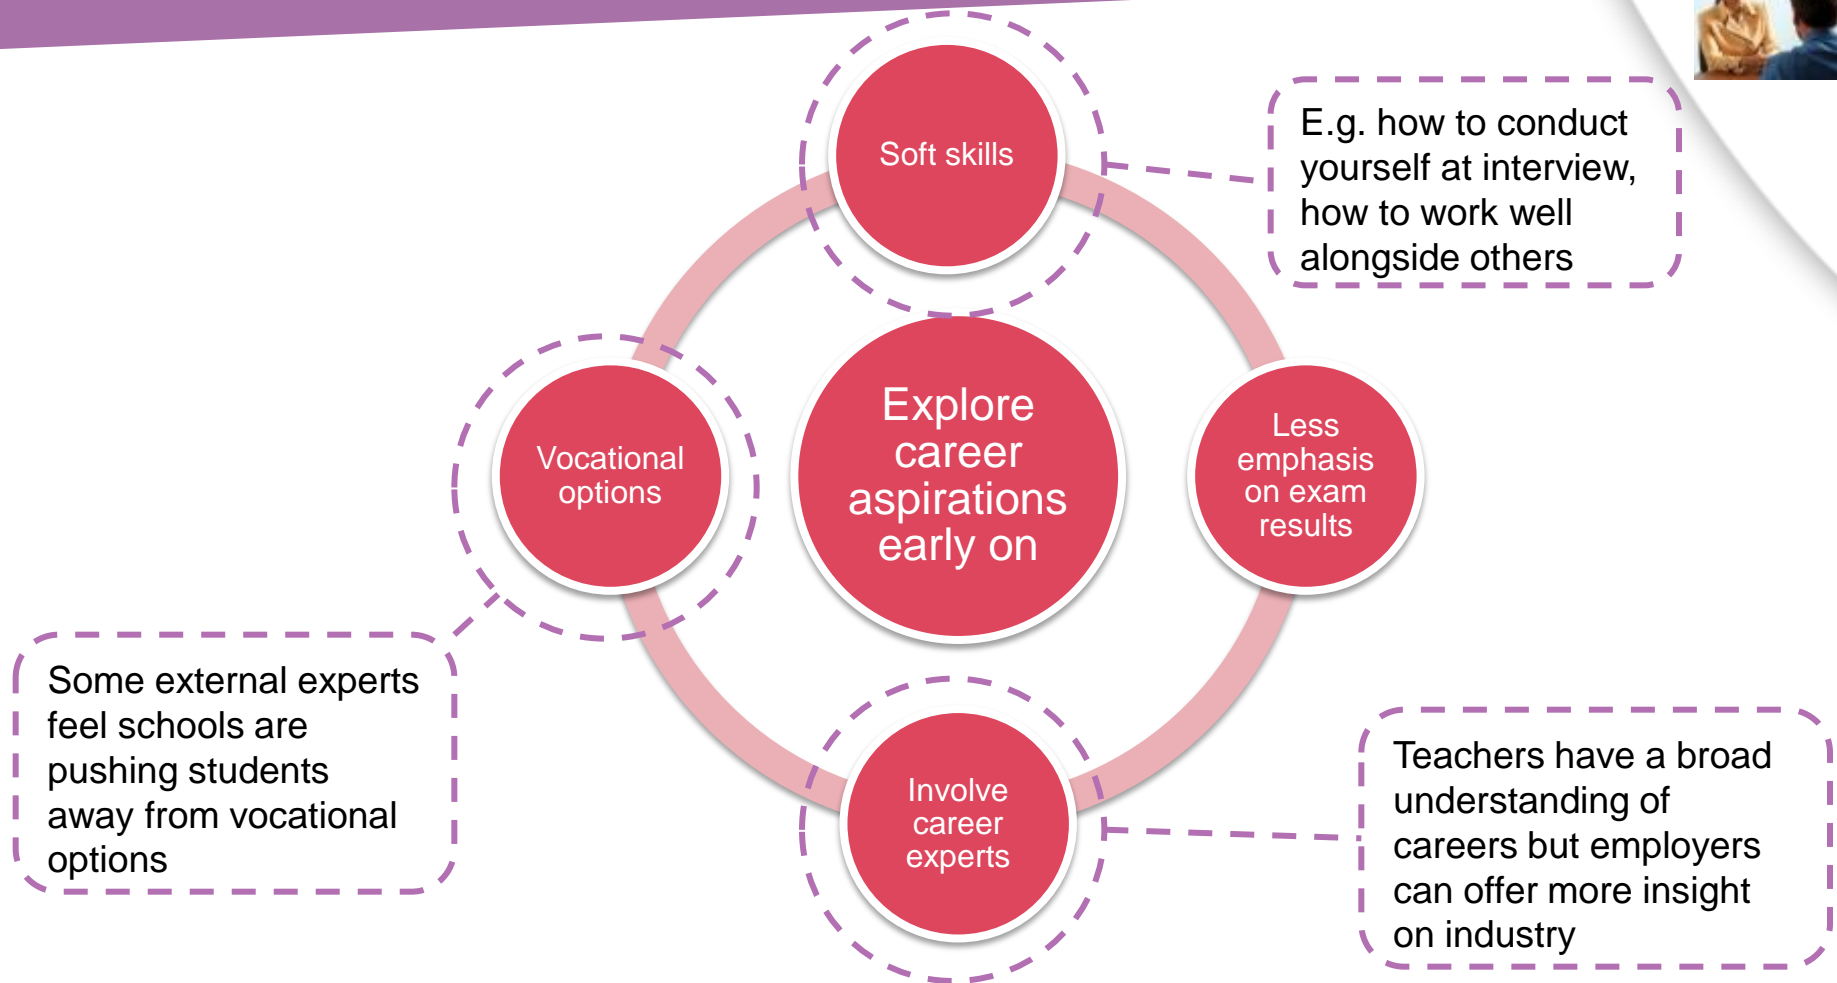 Soft skills
E.g. how to conduct
yourself at interview,
how to work well
alongside others
Explore
career
aspirations
early on
Less
emphasis
on exam
results
Vocational
options
Some external experts
feel schools are
pushing students
away from vocational
options
Involve
career
experts
Teachers have a broad
understanding of
careers but employers
can offer more insight
on industry